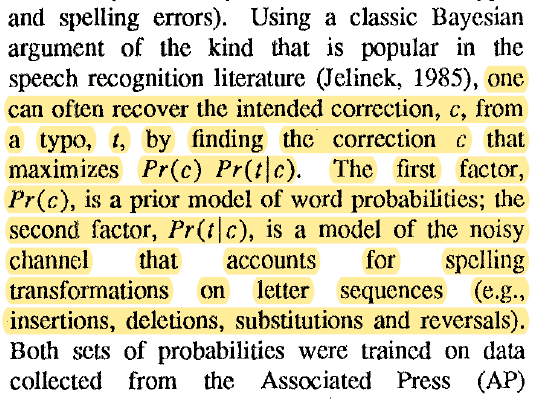 and spelling errors). Using a classic Bayesian
argument of the kind that is popular in the
speech recognition literature (Jelinek, 1985), one
can often recover the intended correction, c, from
a typo, t, by finding the correction c that
maximizes Pr(c) Pr(t|c). The first factor,
Pr(c), is a prior model of word probabilities; the
second factor, Pr(t|c), is a model of the noisy
channel that accounts for spelling
transformations on letter sequences (e.g.,
insertions, deletions, substitutions and reversals).
Both sets of probabilities were trained on data
collected from the Associated Press (AP)